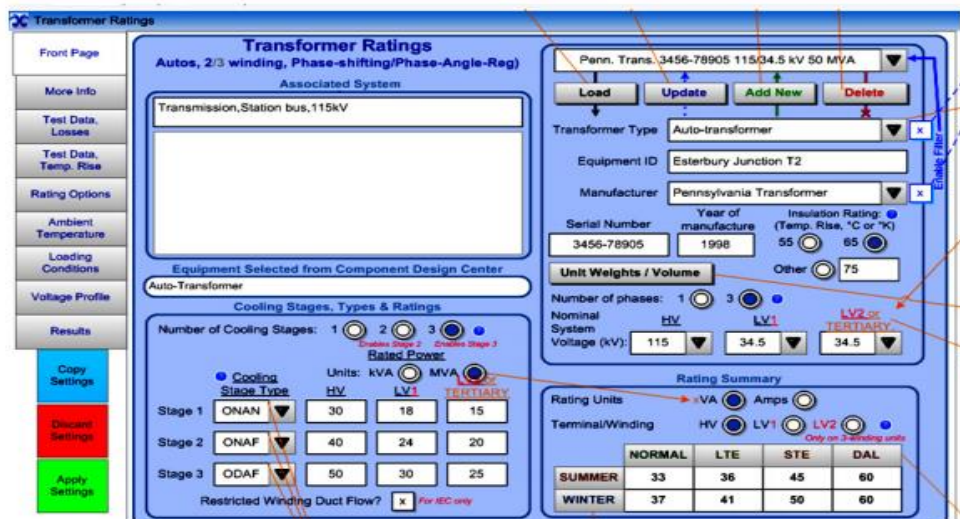 Transformer Ratings
Front Page
More Info
Test Data,
Losses
Test Data,
Temp. Rise
Rating Options
Ambient
Temperature
Loading
Conditions
Voltage Profile
Results
Copy
Settings
Discard
Settings
Apply
Settings
Transformer Ratings
Autos, 2/3 winding, Phase-shifting/Phase-Angle-Reg)
Associated System
Transmission,Station bus,115kV
Equipment Selected from Component Design Center
Auto-Transformer
Cooling Stages, Types & Ratings
Number of Cooling Stages: 1 2 3
Enables Stage 2 Enables Stage 3
Rated Power
Units: kVA MVA
Cooling
Stage Type HV LV1 TERTIARY
Stage 1 ONAN 30 18 15
Stage 2 ONAF 40 24 20
Stage 3 ODAF 50 30 25
Restricted Winding Duct Flow? x For IEC only
Penn. Trans. 3456-78905 115/34.5 kV 50 MVA
Load Update Add New Delete
Transformer Type Auto-transformer x
Equipment ID Esterbury Junction T2
Manufacturer Pennsylvania Transformer x
Enable Filter
Serial Number Year of manufacture Insulation Rating: (Temp. Rise, °C or °K)
3456-78905 1998 55 65
Unit Weights / Volume Other 75
Number of phases: 1 3
Nominal System Voltage (kV): HV LV1 LV2 or TERTIARY
115 34.5 34.5
Rating Summary
Rating Units xVA Amps
Terminal/Winding HV LV1 LV2
Only on 3-winding units
NORMAL LTE STE DAL
SUMMER 33 36 45 60
WINTER 37 41 50 60